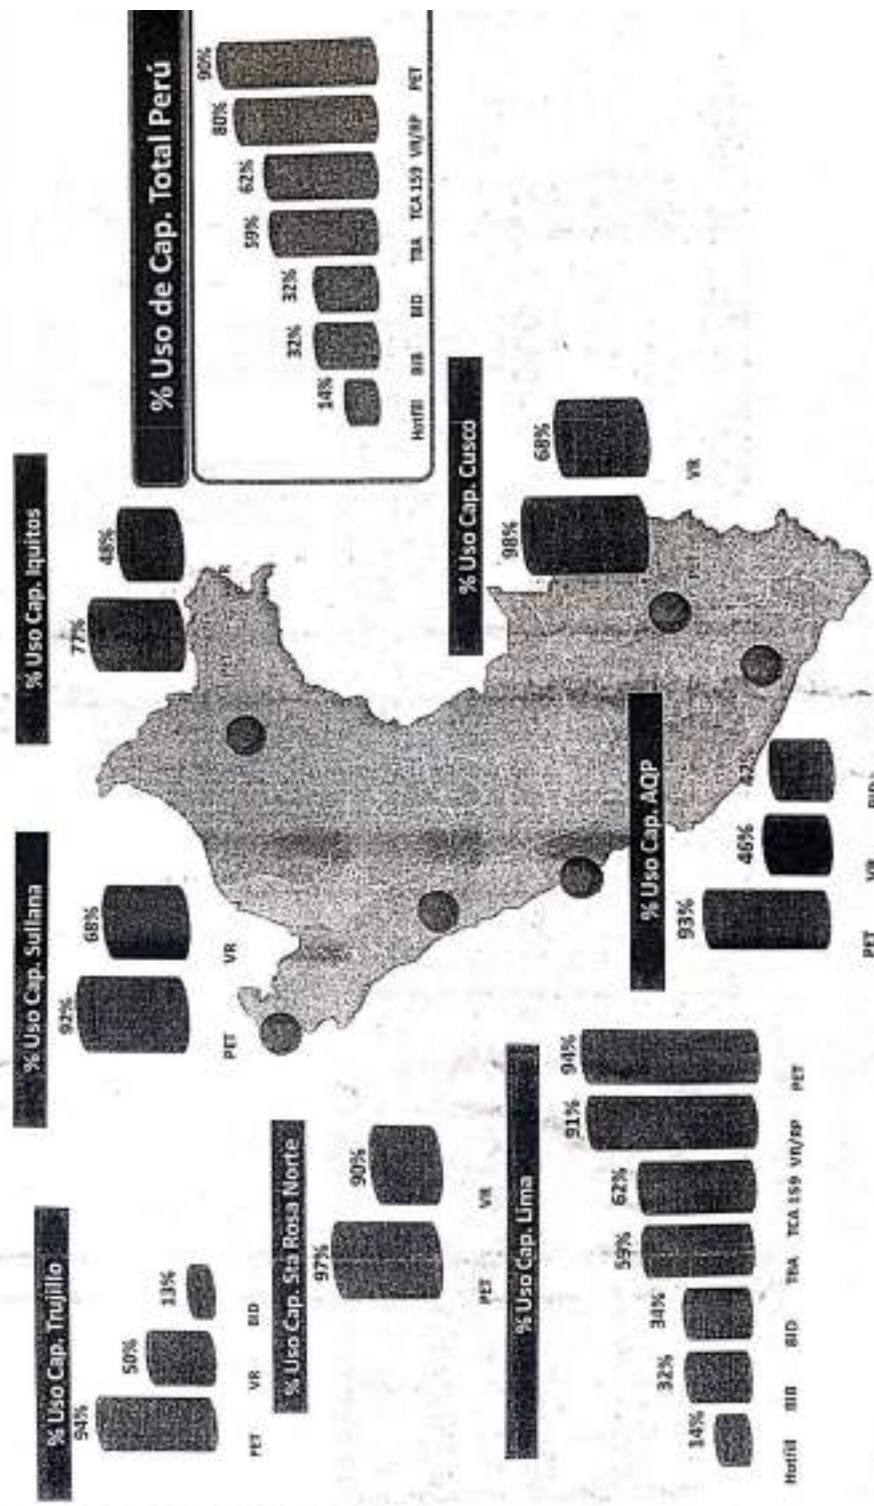 % Uso Cap. Trujillo
94%
50%
13%
PET
VR
BID
% Uso Cap. Sullana
92%
68%
PET
VR
% Uso Cap. Iquitos
77%
48%
PET
% Uso de Cap. Total Perú
14%
32%
32%
59%
62%
80%
90%
Hotfill
BIB
BID
TBA
TCA 159
VR/RP
PET
% Uso Cap. Sta Rosa Norte
97%
90%
PET
VR
% Uso Cap. Cusco
98%
68%
PET
VR
% Uso Cap. Lima
14%
32%
34%
59%
62%
91%
94%
Hotfill
BIB
BID
TBA
TCA 159
VR/RP
PET
% Uso Cap. AQP
93%
46%
PET
VR
BID